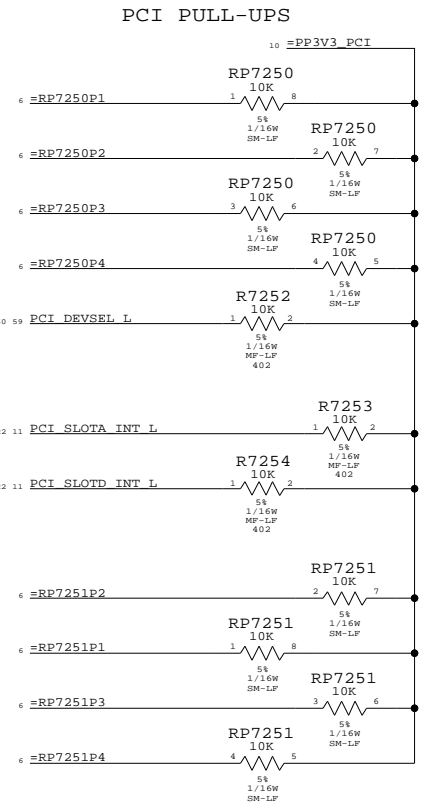 PCI PULL-UPS
10 =PP3V3_PCI
RP7250
10K
6 =RP7250P1 1 8
5%
1/16W
SM-LF
RP7250
10K
6 =RP7250P2 2 7
5%
1/16W
SM-LF
RP7250
10K
6 =RP7250P3 3 6
5%
1/16W
SM-LF
RP7250
10K
6 =RP7250P4 4 5
5%
1/16W
SM-LF
R7252
10K
59 PCI_DEVSEL_L 1 2
5%
1/16W
MF-LF
402
R7253
10K
11 PCI_SLOTA_INT_L 1 2
5%
1/16W
MF-LF
402
R7254
10K
11 PCI_SLOTD_INT_L 1 2
5%
1/16W
MF-LF
402
RP7251
10K
6 =RP7251P2 2 7
5%
1/16W
SM-LF
RP7251
10K
6 =RP7251P1 1 8
5%
1/16W
SM-LF
RP7251
10K
6 =RP7251P3 3 6
5%
1/16W
SM-LF
RP7251
10K
6 =RP7251P4 4 5
5%
1/16W
SM-LF